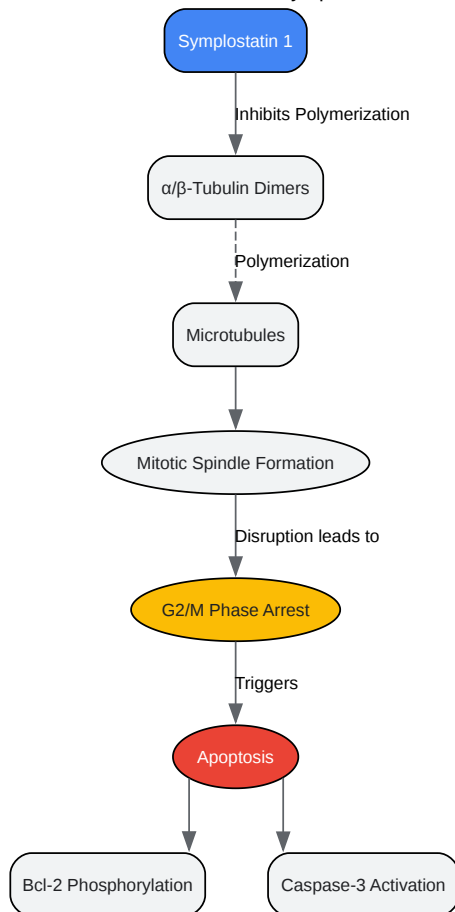 Symplostatin 1
Inhibits Polymerization
α/β-Tubulin Dimers
Polymerization
Microtubules
Mitotic Spindle Formation
Disruption leads to
G2/M Phase Arrest
Triggers
Apoptosis
Bcl-2 Phosphorylation
Caspase-3 Activation